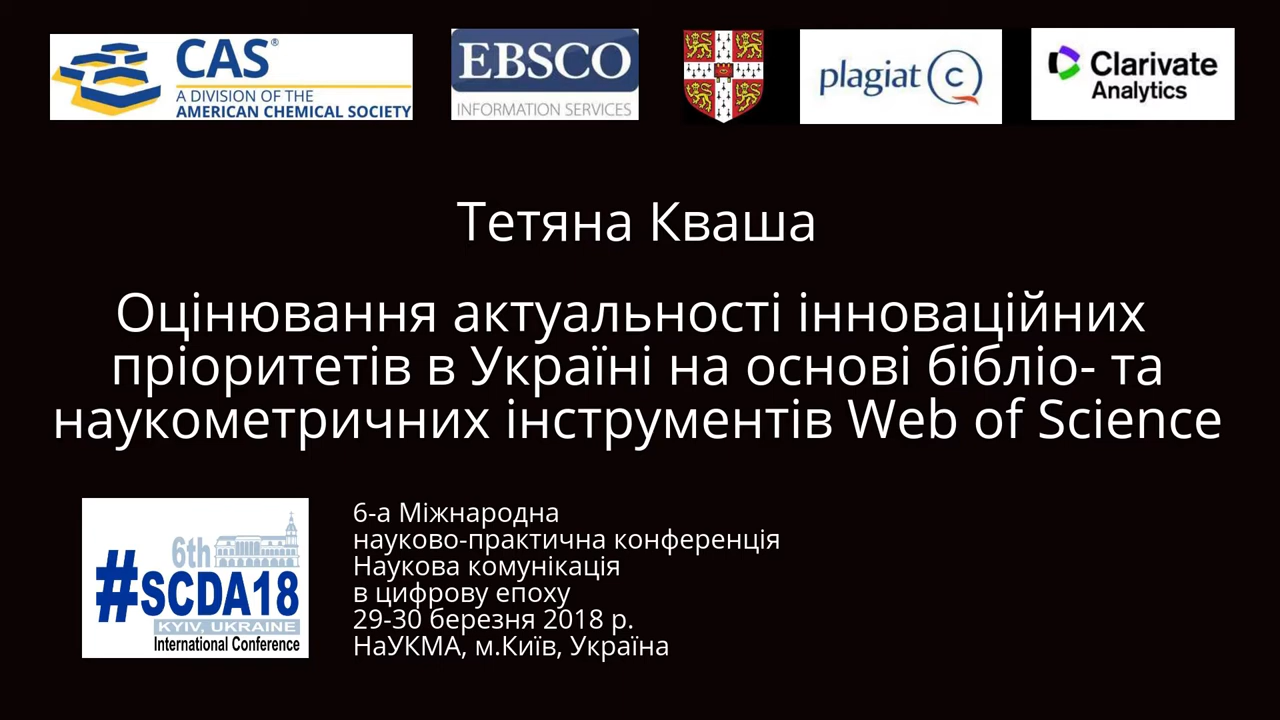 CAS®
A DIVISION OF THE
AMERICAN CHEMICAL SOCIETY
EBSCO
INFORMATION SERVICES
plagiat c
Clarivate
Analytics
Тетяна Кваша
Оцінювання актуальності інноваційних
пріоритетів в Україні на основі бібліо- та
наукометричних інструментів Web of Science
6th
#SCDA18
KYIV, UKRAINE
International Conference
6-а Міжнародна
науково-практична конференція
Наукова комунікація
в цифрову епоху
29-30 березня 2018 р.
НаУКМА, м.Київ, Україна